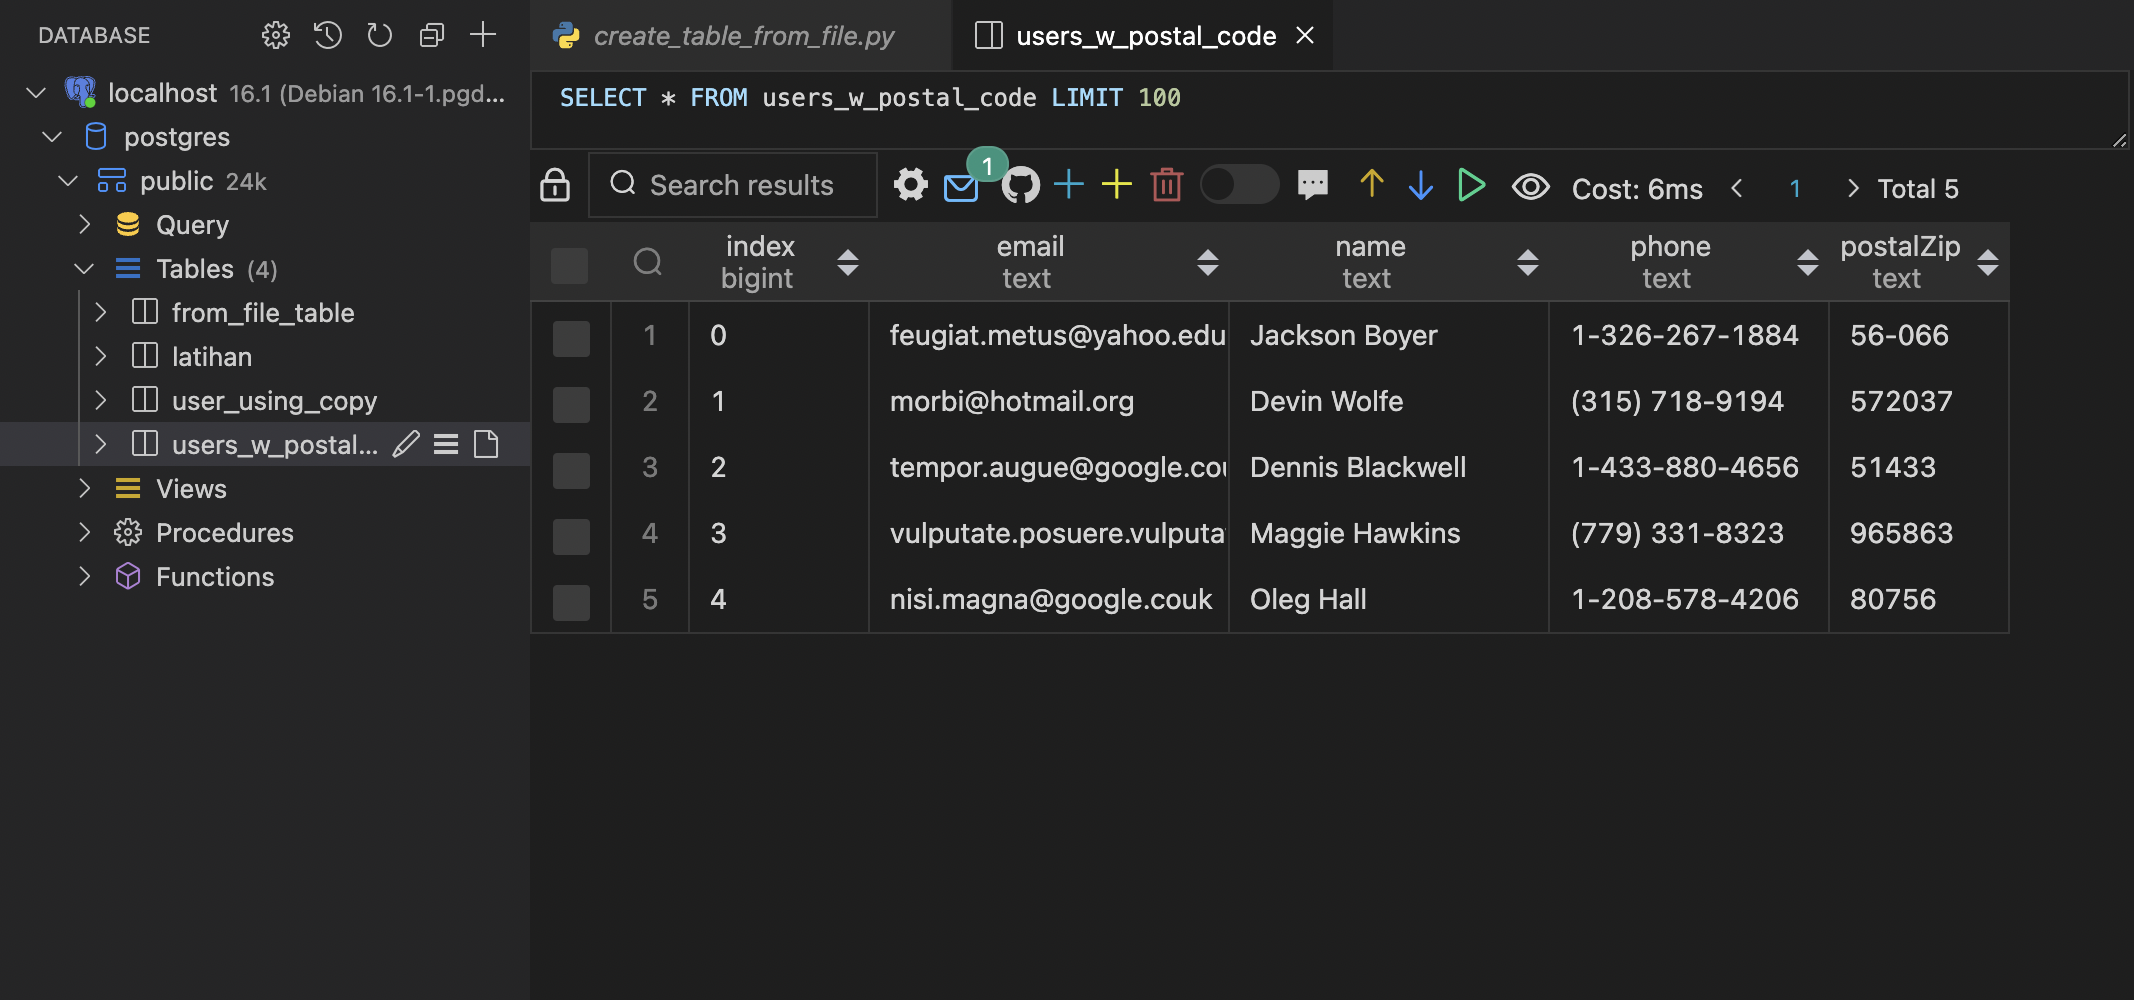 DATABASE
localhost 16.1 (Debian 16.1-1.pgd...
postgres
public 24k
Query
Tables (4)
from_file_table
latihan
user_using_copy
users_w_postal...
Views
Procedures
Functions
create_table_from_file.py
users_w_postal_code
SELECT * FROM users_w_postal_code LIMIT 100
Search results 1 Cost: 6ms 1 Total 5
index email name phone postalZip
bigint text text text text
1 0 feugiat.metus@yahoo.edu Jackson Boyer 1-326-267-1884 56-066
2 1 morbi@hotmail.org Devin Wolfe (315) 718-9194 572037
3 2 tempor.augue@google.cou Dennis Blackwell 1-433-880-4656 51433
4 3 vulputate.posuere.vulputa Maggie Hawkins (779) 331-8323 965863
5 4 nisi.magna@google.couk Oleg Hall 1-208-578-4206 80756